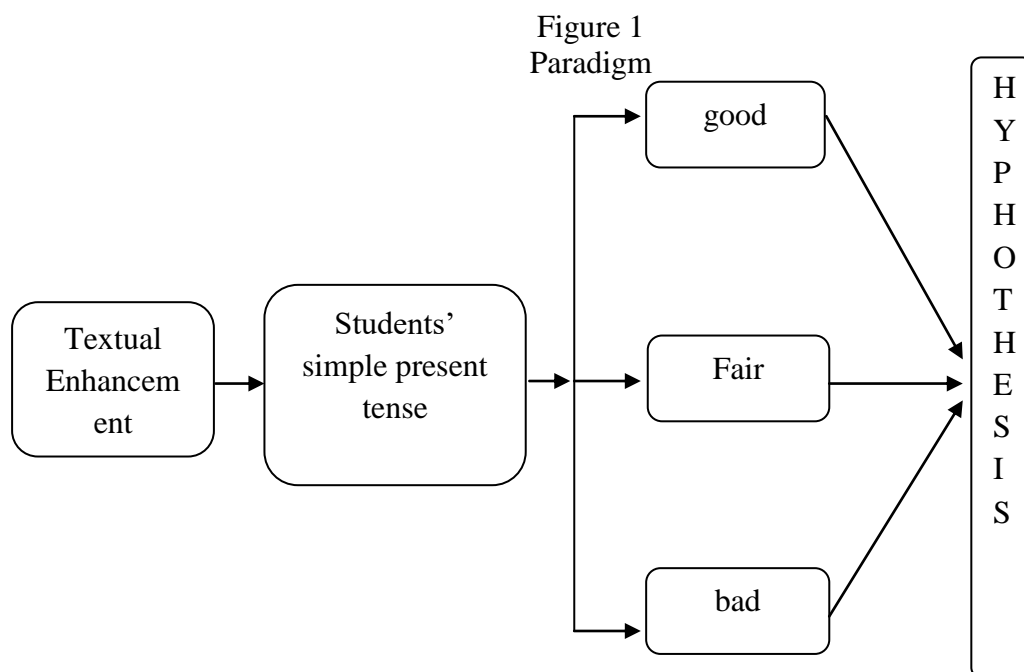 Figure 1
Paradigm
good
Textual
Enhancem
ent
Students’
simple present
tense
Fair
bad
H
Y
P
H
O
T
H
E
S
I
S